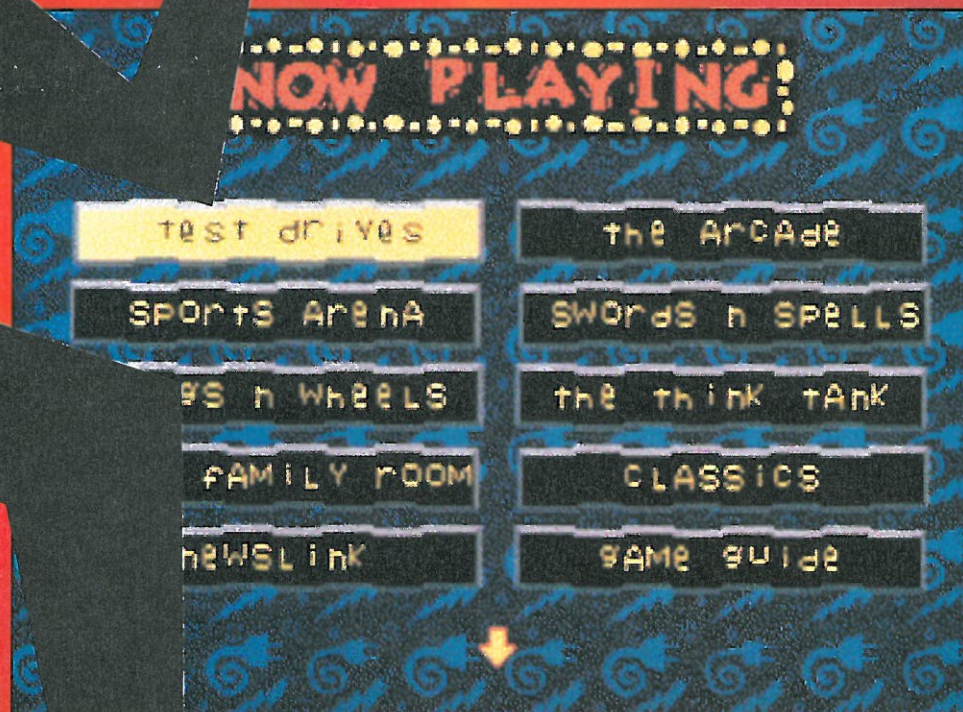 NOW PLAYING
test drives
the ArcAde
SPOrtS ArenA
SWOrdS n SPeLLS
n WheeLS
the think tAnk
fAMiLY rOOM
CLASSiCS
newSLink
gAMe guide